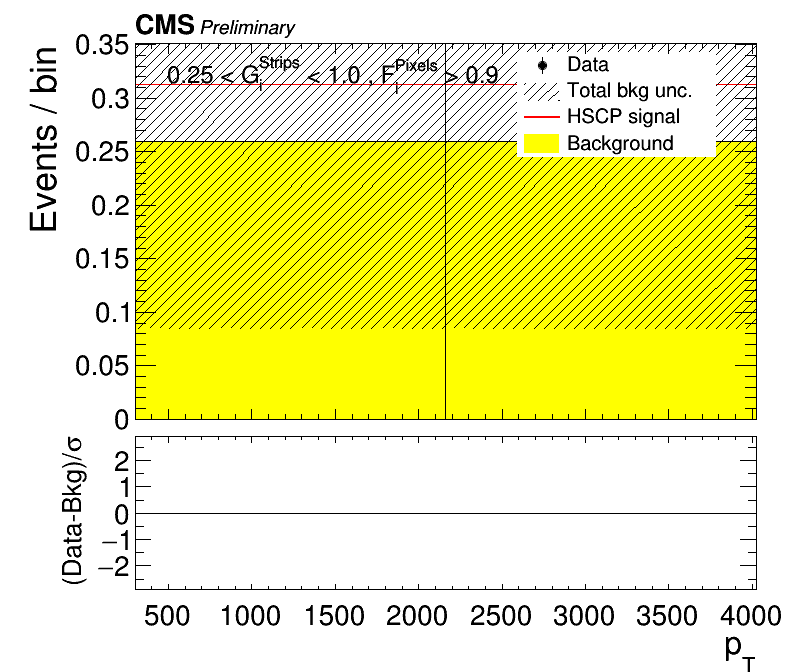 CMS Preliminary
Events / bin
0.35
0.3
0.25
0.2
0.15
0.1
0.05
0
0.25 < G_i^Strips < 1.0 , F_i^Pixels > 0.9
Data
Total bkg unc.
HSCP signal
Background
(Data-Bkg)/σ
2
1
0
−1
−2
500 1000 1500 2000 2500 3000 3500 4000
p_T